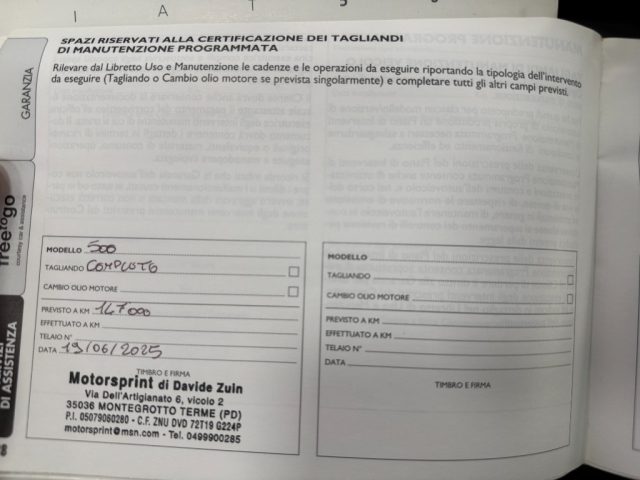 I A T
SPAZI RISERVATI ALLA CERTIFICAZIONE DEI TAGLIANDI
DI MANUTENZIONE PROGRAMMATA
Rilevare dal Libretto Uso e Manutenzione le cadenze e le operazioni da eseguire riportando la tipologia dell'intervento
da eseguire (Tagliando o Cambio olio motore se prevista singolarmente) e completare tutti gli altri campi previsti.
GARANZIA
freetogo
courtesy car & assistance
DI ASSISTENZA
MODELLO 500
TAGLIANDO COMPLETO
CAMBIO OLIO MOTORE
PREVISTO A KM 147000
EFFETTUATO A KM
TELAIO N°
DATA 19/06/2025
TIMBRO E FIRMA
Motorsprint di Davide Zuin
Via Dell'Artigianato 6, vicolo 2
35036 MONTEGROTTO TERME (PD)
P.I. 05079060280 - C.F. ZNU DVD 72T19 G224P
motorsprint@msn.com - Tel. 0499900285
MODELLO
TAGLIANDO
CAMBIO OLIO MOTORE
PREVISTO A KM
EFFETTUATO A KM
TELAIO N°
DATA
TIMBRO E FIRMA